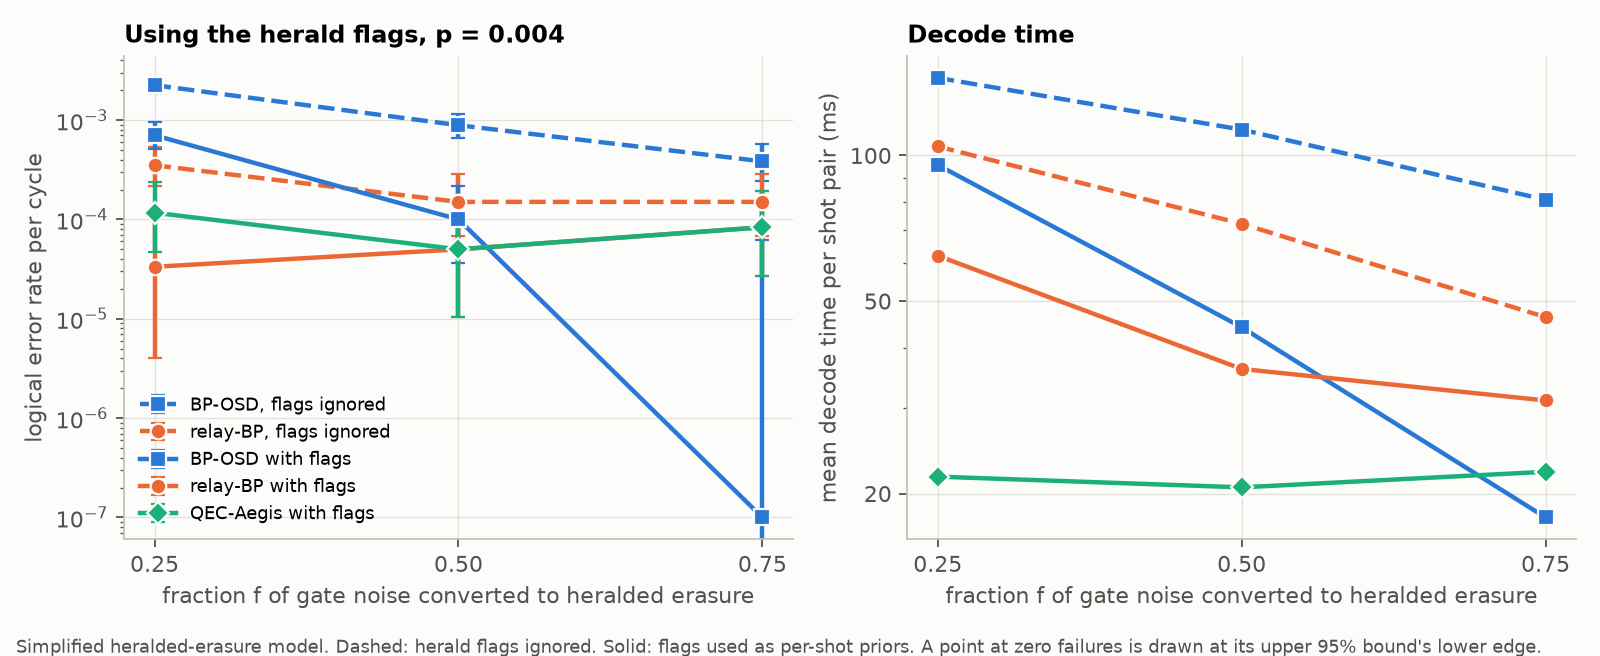 Using the herald flags, p = 0.004
logical error rate per cycle
10⁻³
10⁻⁴
10⁻⁵
10⁻⁶
10⁻⁷
BP-OSD, flags ignored
relay-BP, flags ignored
BP-OSD with flags
relay-BP with flags
QEC-Aegis with flags
0.25
0.50
0.75
fraction f of gate noise converted to heralded erasure
Decode time
mean decode time per shot pair (ms)
100
50
20
0.25
0.50
0.75
fraction f of gate noise converted to heralded erasure
Simplified heralded-erasure model. Dashed: herald flags ignored. Solid: flags used as per-shot priors. A point at zero failures is drawn at its upper 95% bound's lower edge.